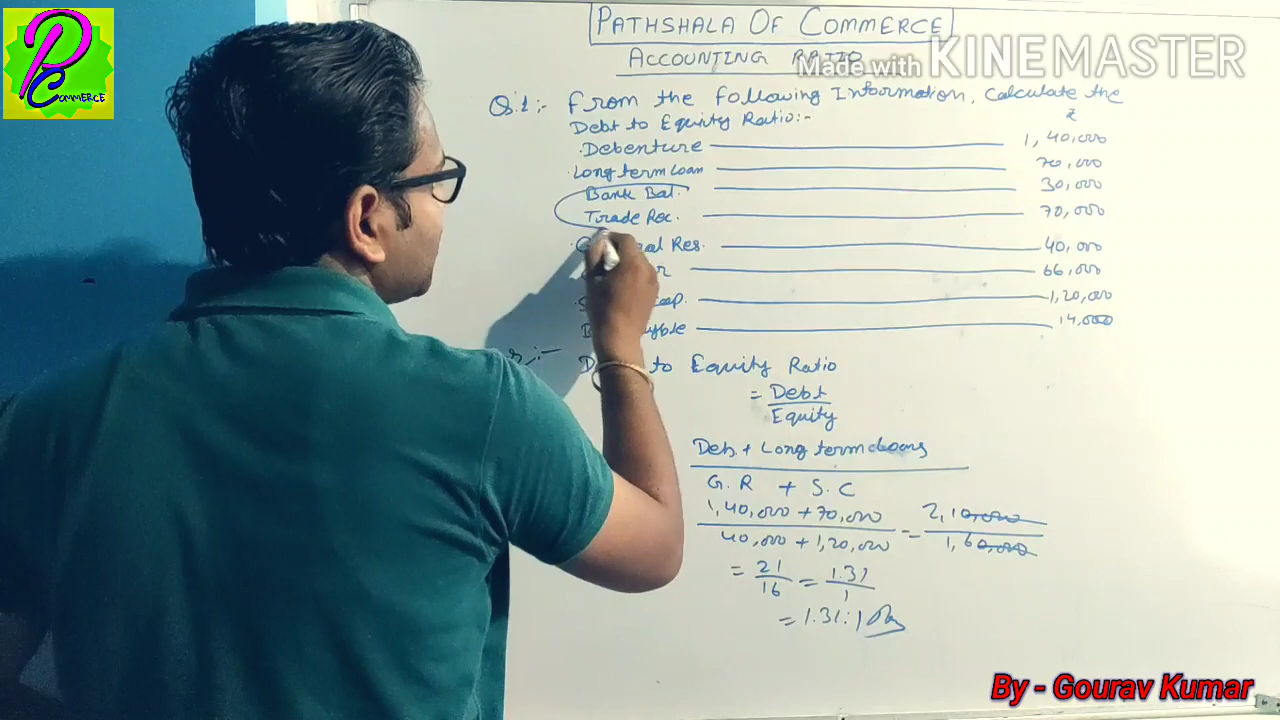 PATHSHALA OF COMMERCE
ACCOUNTING RATIO
Made with KINEMASTER
P COMMERCE
Q.1:- From the following Information, calculate the
Debt to Equity Ratio:- ₹
Debenture 1,40,000
Long term Loan 70,000
Bank Bal. 30,000
Trade Rec. 70,000
Res. 40,000
66,000
1,20,000
14,000
to Equity Ratio
= Debt
Equity
Deb. + Long term Loans
G.R + S.C
1,40,000 + 70,000 = 2,10,000
40,000 + 1,20,000 1,60,000
= 21 = 1.31
16 1
= 1.31:1
By - Gourav Kumar